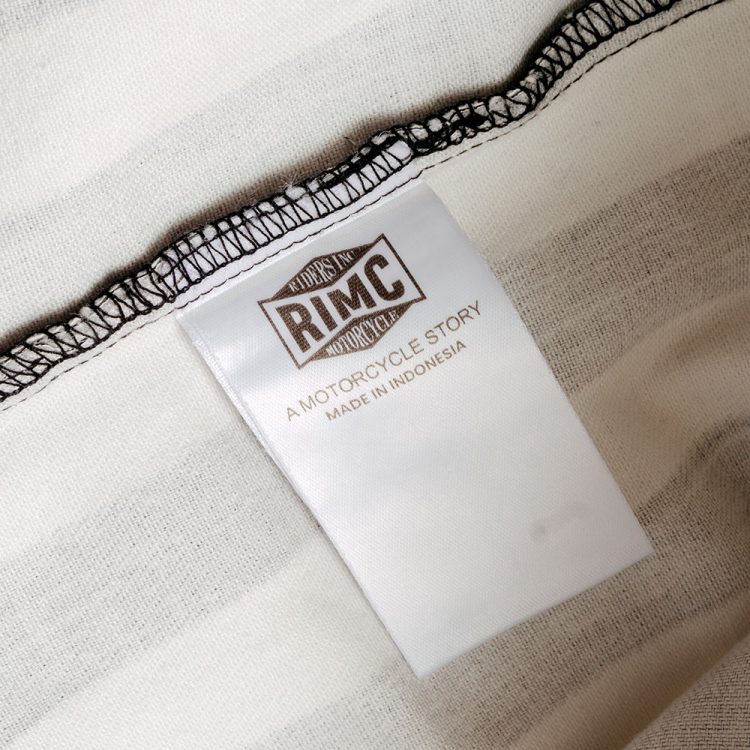 RIDERS INC
RIMC
MOTORCYCLE
A MOTORCYCLE STORY
MADE IN INDONESIA